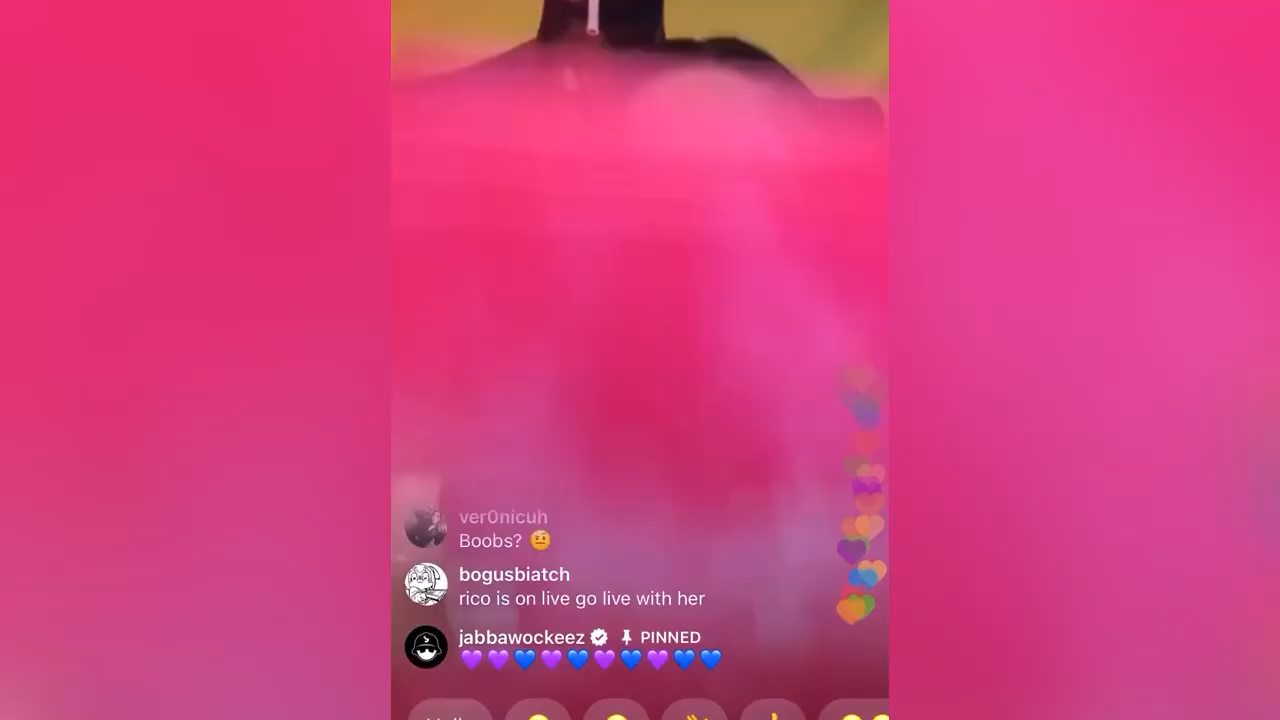 ver0nicuh
Boobs? 🤨
bogusbiatch
rico is on live go live with her
jabbawockeez PINNED
💜💜💙💜💙💜💙💜💙💙